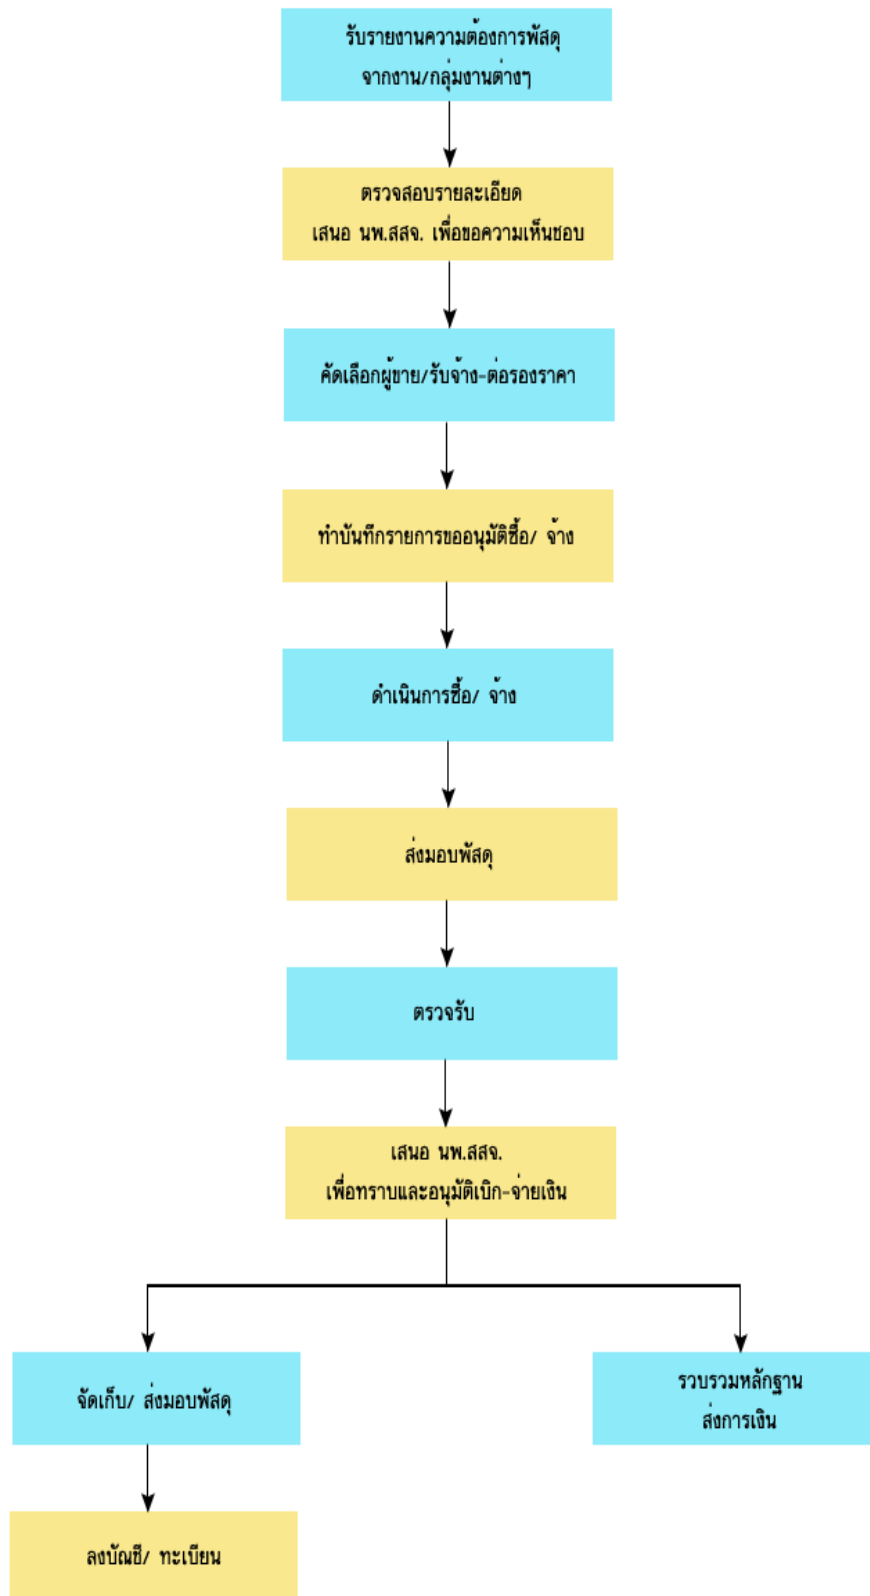 รับรายงานความต้องการพัสดุ
จากงาน/กลุ่มงานต่างๆ
ตรวจสอบรายละเอียด
เสนอ นพ.สสจ. เพื่อขอความเห็นชอบ
คัดเลือกผู้ขาย/รับจ้าง-ต่อรองราคา
ทำบันทึกรายการขออนุมัติซื้อ/ จ้าง
ดำเนินการซื้อ/ จ้าง
ส่งมอบพัสดุ
ตรวจรับ
เสนอ นพ.สสจ.
เพื่อทราบและอนุมัติเบิก-จ่ายเงิน
จัดเก็บ/ ส่งมอบพัสดุ
รวบรวมหลักฐาน
ส่งการเงิน
ลงบัญชี/ ทะเบียน